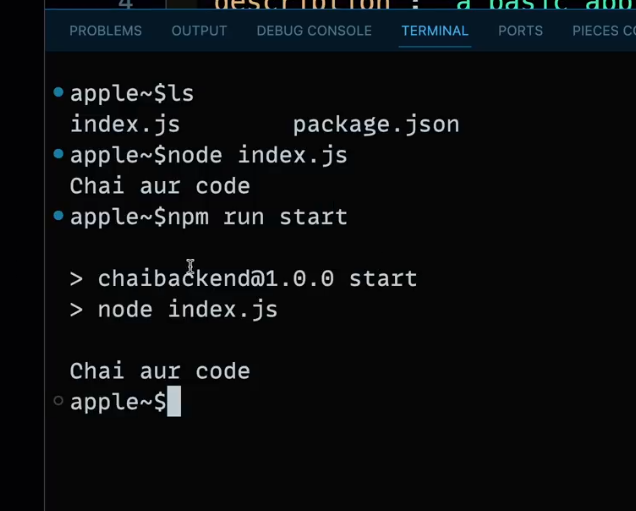 4 description : "a basic app
PROBLEMS OUTPUT DEBUG CONSOLE TERMINAL PORTS PIECES CO
apple~$ls
index.js package.json
apple~$node index.js
Chai aur code
apple~$npm run start
> chaibackend@1.0.0 start
> node index.js
Chai aur code
apple~$